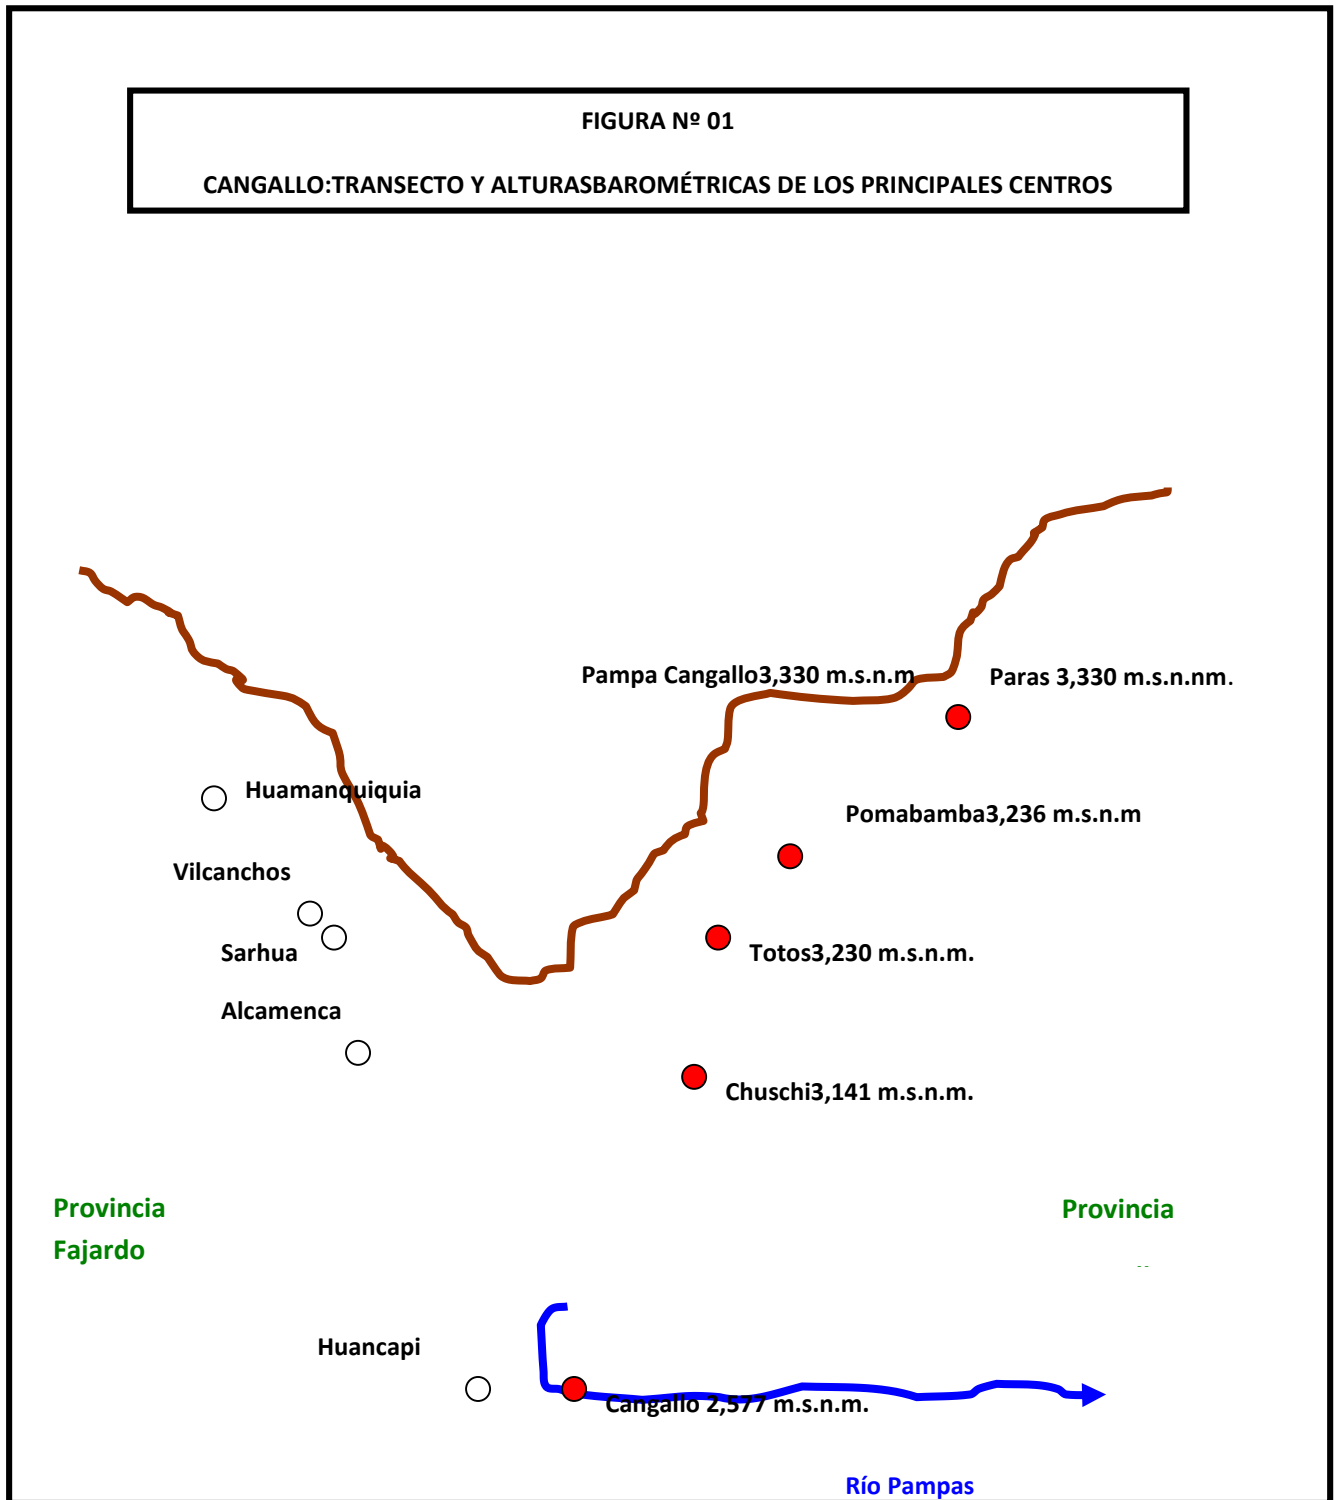 FIGURA Nº 01
CANGALLO:TRANSECTO Y ALTURASBAROMÉTRICAS DE LOS PRINCIPALES CENTROS
Pampa Cangallo3,330 m.s.n.m
Paras 3,330 m.s.n.nm.
Huamanquiquia
Pomabamba3,236 m.s.n.m
Vilcanchos
Sarhua
Totos3,230 m.s.n.m.
Alcamenca
Chuschi3,141 m.s.n.m.
Provincia
Fajardo
Provincia
Huancapi
Cangallo 2,577 m.s.n.m.
Río Pampas